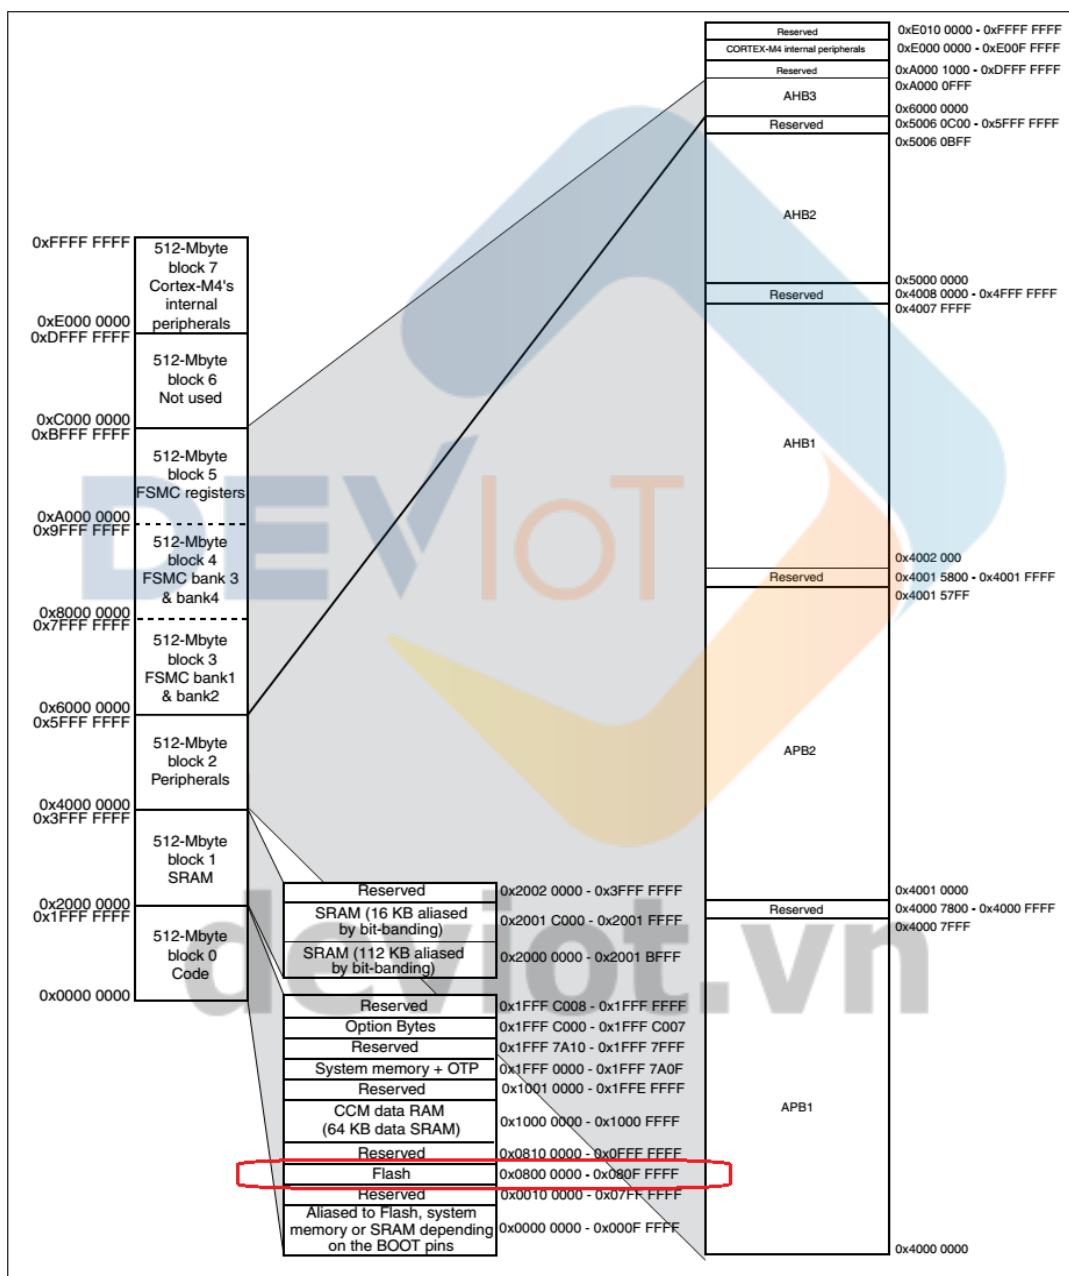 0xFFFF FFFF
512-Mbyte
block 7
Cortex-M4's
internal
peripherals
0xE000 0000
0xDFFF FFFF
512-Mbyte
block 6
Not used
0xC000 0000
0xBFFF FFFF
512-Mbyte
block 5
FSMC registers
0xA000 0000
0x9FFF FFFF
512-Mbyte
block 4
FSMC bank 3
& bank4
0x8000 0000
0x7FFF FFFF
512-Mbyte
block 3
FSMC bank1
& bank2
0x6000 0000
0x5FFF FFFF
512-Mbyte
block 2
Peripherals
0x4000 0000
0x3FFF FFFF
512-Mbyte
block 1
SRAM
0x2000 0000
0x1FFF FFFF
512-Mbyte
block 0
Code
0x0000 0000
Reserved 0x2002 0000 - 0x3FFF FFFF
SRAM (16 KB aliased
by bit-banding) 0x2001 C000 - 0x2001 FFFF
SRAM (112 KB aliased
by bit-banding) 0x2000 0000 - 0x2001 BFFF
Reserved 0x1FFF C008 - 0x1FFF FFFF
Option Bytes 0x1FFF C000 - 0x1FFF C007
Reserved 0x1FFF 7A10 - 0x1FFF 7FFF
System memory + OTP 0x1FFF 0000 - 0x1FFF 7A0F
Reserved 0x1001 0000 - 0x1FFE FFFF
CCM data RAM
(64 KB data SRAM) 0x1000 0000 - 0x1000 FFFF
Reserved 0x0810 0000 - 0x0FFF FFFF
Flash 0x0800 0000 - 0x080F FFFF
Reserved 0x0010 0000 - 0x07FF FFFF
Aliased to Flash, system
memory or SRAM depending
on the BOOT pins 0x0000 0000 - 0x000F FFFF
Reserved 0xE010 0000 - 0xFFFF FFFF
CORTEX-M4 internal peripherals 0xE000 0000 - 0xE00F FFFF
Reserved 0xA000 1000 - 0xDFFF FFFF
0xA000 0FFF
AHB3
0x6000 0000
Reserved 0x5006 0C00 - 0x5FFF FFFF
0x5006 0BFF
AHB2
0x5000 0000
Reserved 0x4008 0000 - 0x4FFF FFFF
0x4007 FFFF
AHB1
0x4002 000
Reserved 0x4001 5800 - 0x4001 FFFF
0x4001 57FF
APB2
0x4001 0000
Reserved 0x4000 7800 - 0x4000 FFFF
0x4000 7FFF
APB1
0x4000 0000
DEVIoT
deviot.vn